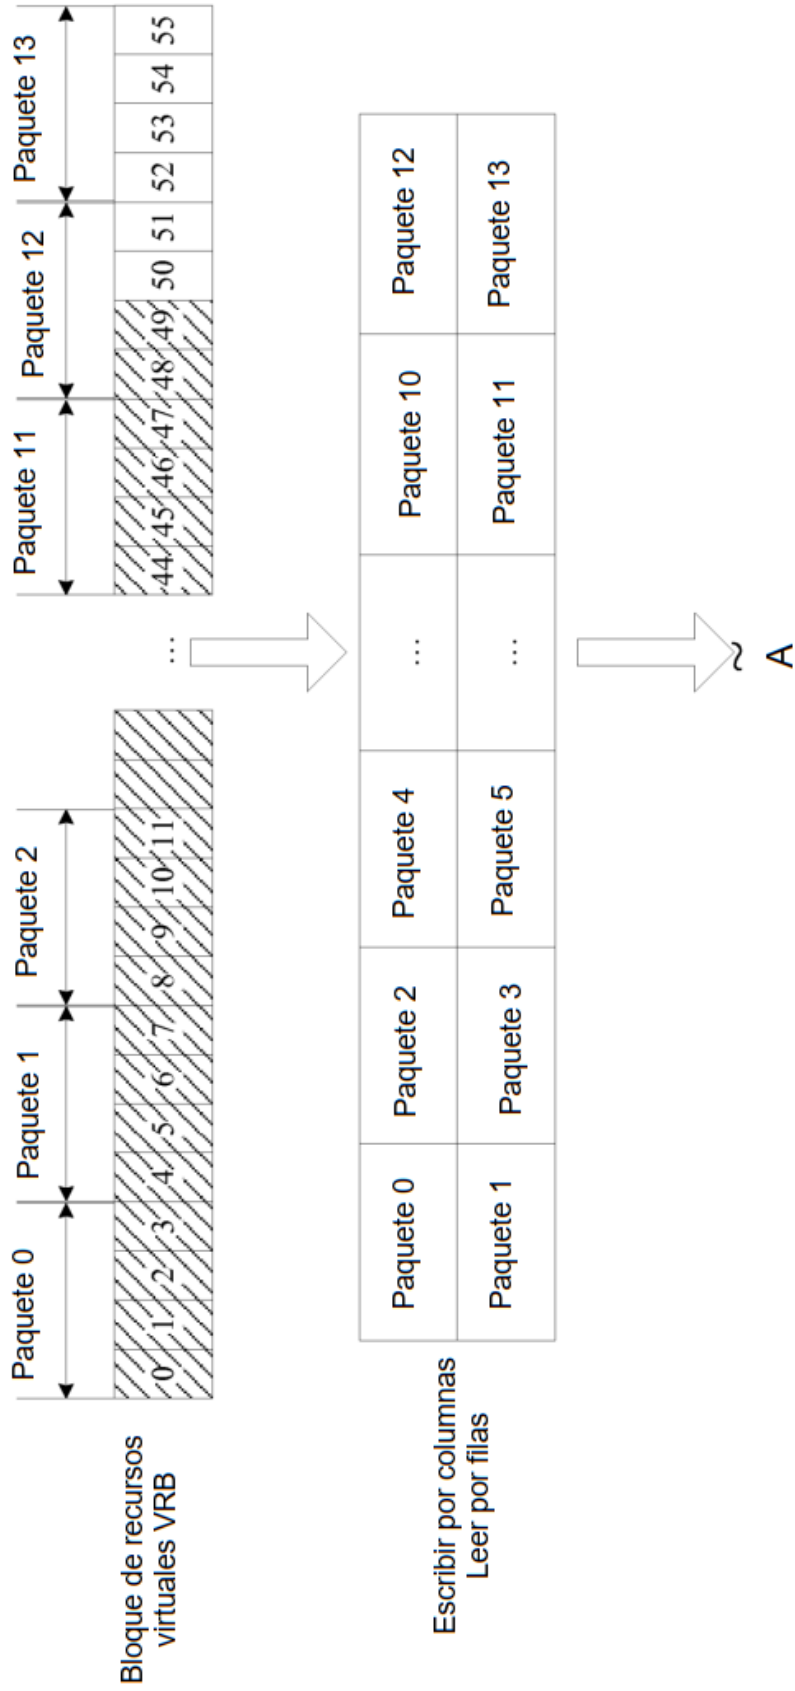 Paquete 0
Paquete 1
Paquete 2
Paquete 11
Paquete 12
Paquete 13
Bloque de recursos
virtuales VRB
0 1 2 3 4 5 6 7 8 9 10 11 ... 44 45 46 47 48 49 50 51 52 53 54 55
Escribir por columnas
Leer por filas
Paquete 0 Paquete 2 Paquete 4 ... Paquete 10 Paquete 12
Paquete 1 Paquete 3 Paquete 5 ... Paquete 11 Paquete 13
~
A